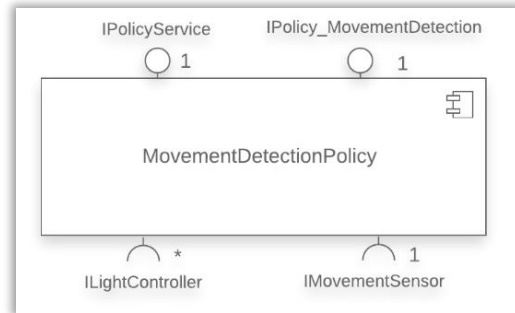 IPolicyService
IPolicy_MovementDetection
1
1
MovementDetectionPolicy
*
1
ILightController
IMovementSensor